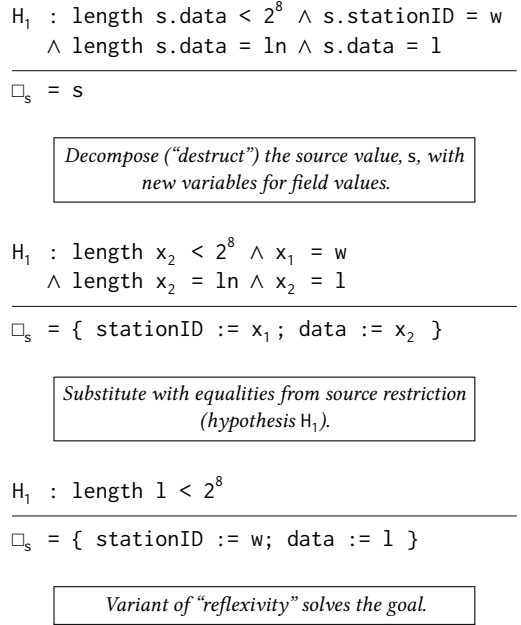 H₁ : length s.data < 2⁸ ∧ s.stationID = w
∧ length s.data = ln ∧ s.data = l
□ₛ = s
Decompose (“destruct”) the source value, s, with
new variables for field values.
H₁ : length x₂ < 2⁸ ∧ x₁ = w
∧ length x₂ = ln ∧ x₂ = l
□ₛ = { stationID := x₁; data := x₂ }
Substitute with equalities from source restriction
(hypothesis H₁).
H₁ : length l < 2⁸
□ₛ = { stationID := w; data := l }
Variant of “reflexivity” solves the goal.